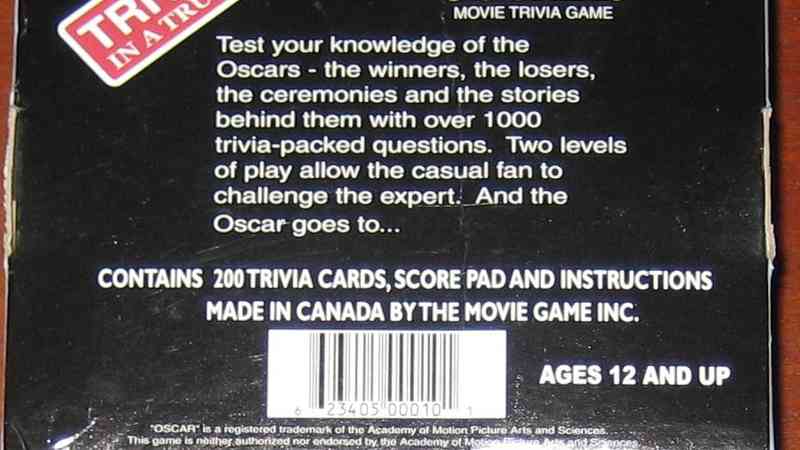 IN A
MOVIE TRIVIA GAME
Test your knowledge of the
Oscars - the winners, the losers,
the ceremonies and the stories
behind them with over 1000
trivia-packed questions. Two levels
of play allow the casual fan to
challenge the expert. And the
Oscar goes to...
CONTAINS 200 TRIVIA CARDS, SCORE PAD AND INSTRUCTIONS
MADE IN CANADA BY THE MOVIE GAME INC.
AGES 12 AND UP
6 23405 00010 1
"OSCAR" is a registered trademark of the Academy of Motion Picture Arts and Sciences.
This game is neither authorized nor endorsed by the Academy of Motion Picture Arts and Sciences.